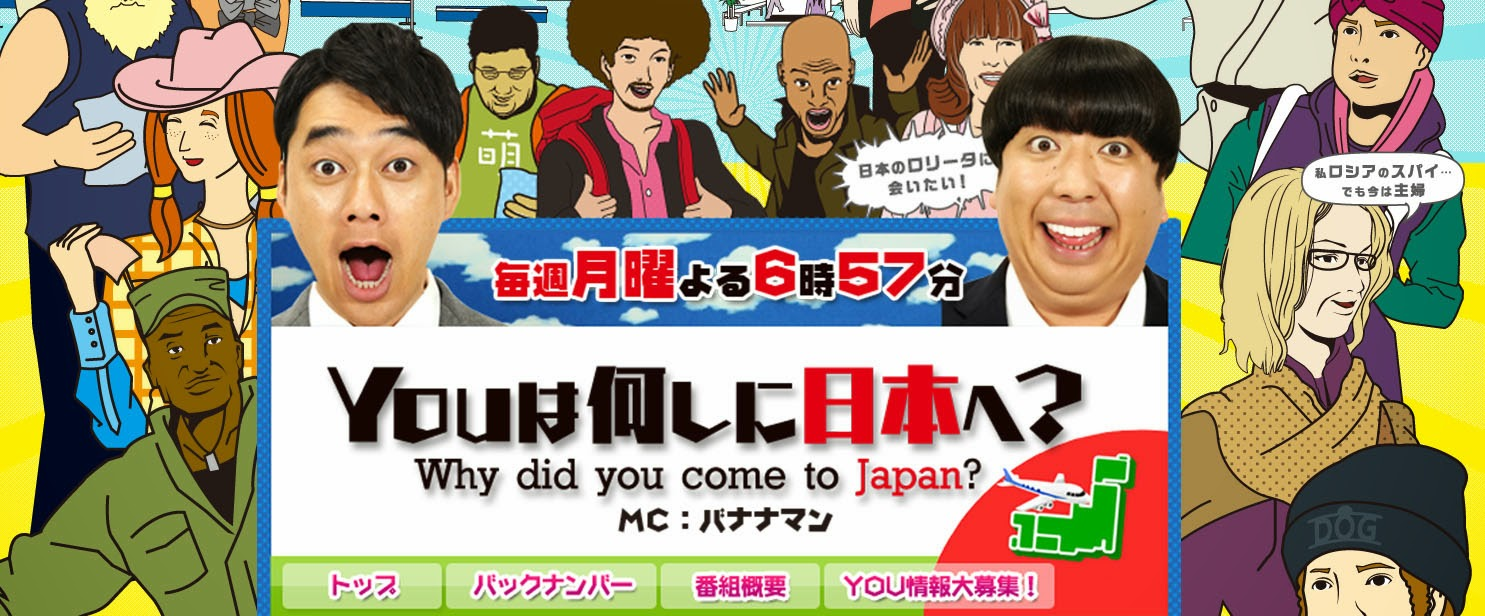 萌
日本のロリータに
会いたい！
私ロシアのスパイ…
でも今は主婦
毎週月曜よる6時57分
YOUは何しに日本へ？
Why did you come to Japan?
MC：バナナマン
DOG
トップ
バックナンバー
番組概要
YOU情報大募集！